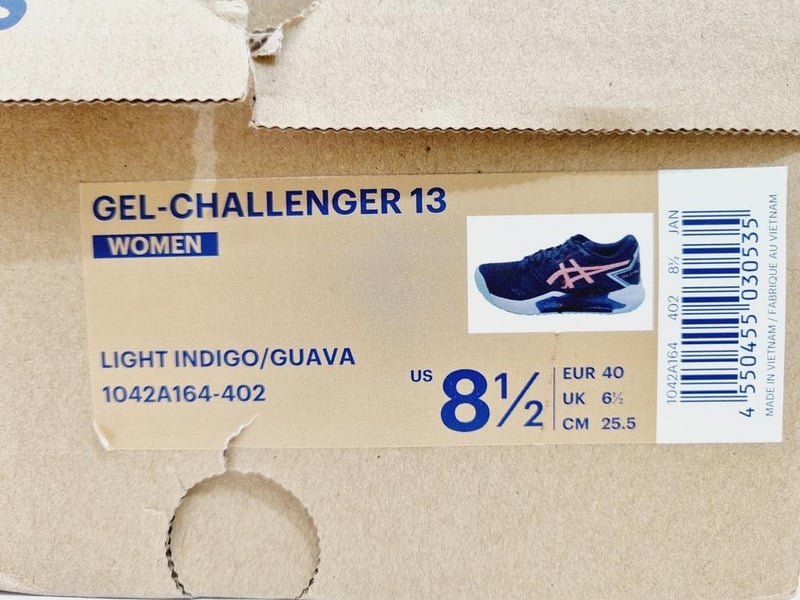 GEL-CHALLENGER 13
WOMEN
LIGHT INDIGO/GUAVA
1042A164-402
US 8½
EUR 40
UK 6½
CM 25.5
1042A164 402 8½ JAN
4 550455 030535
MADE IN VIETNAM / FABRIQUE AU VIETNAM